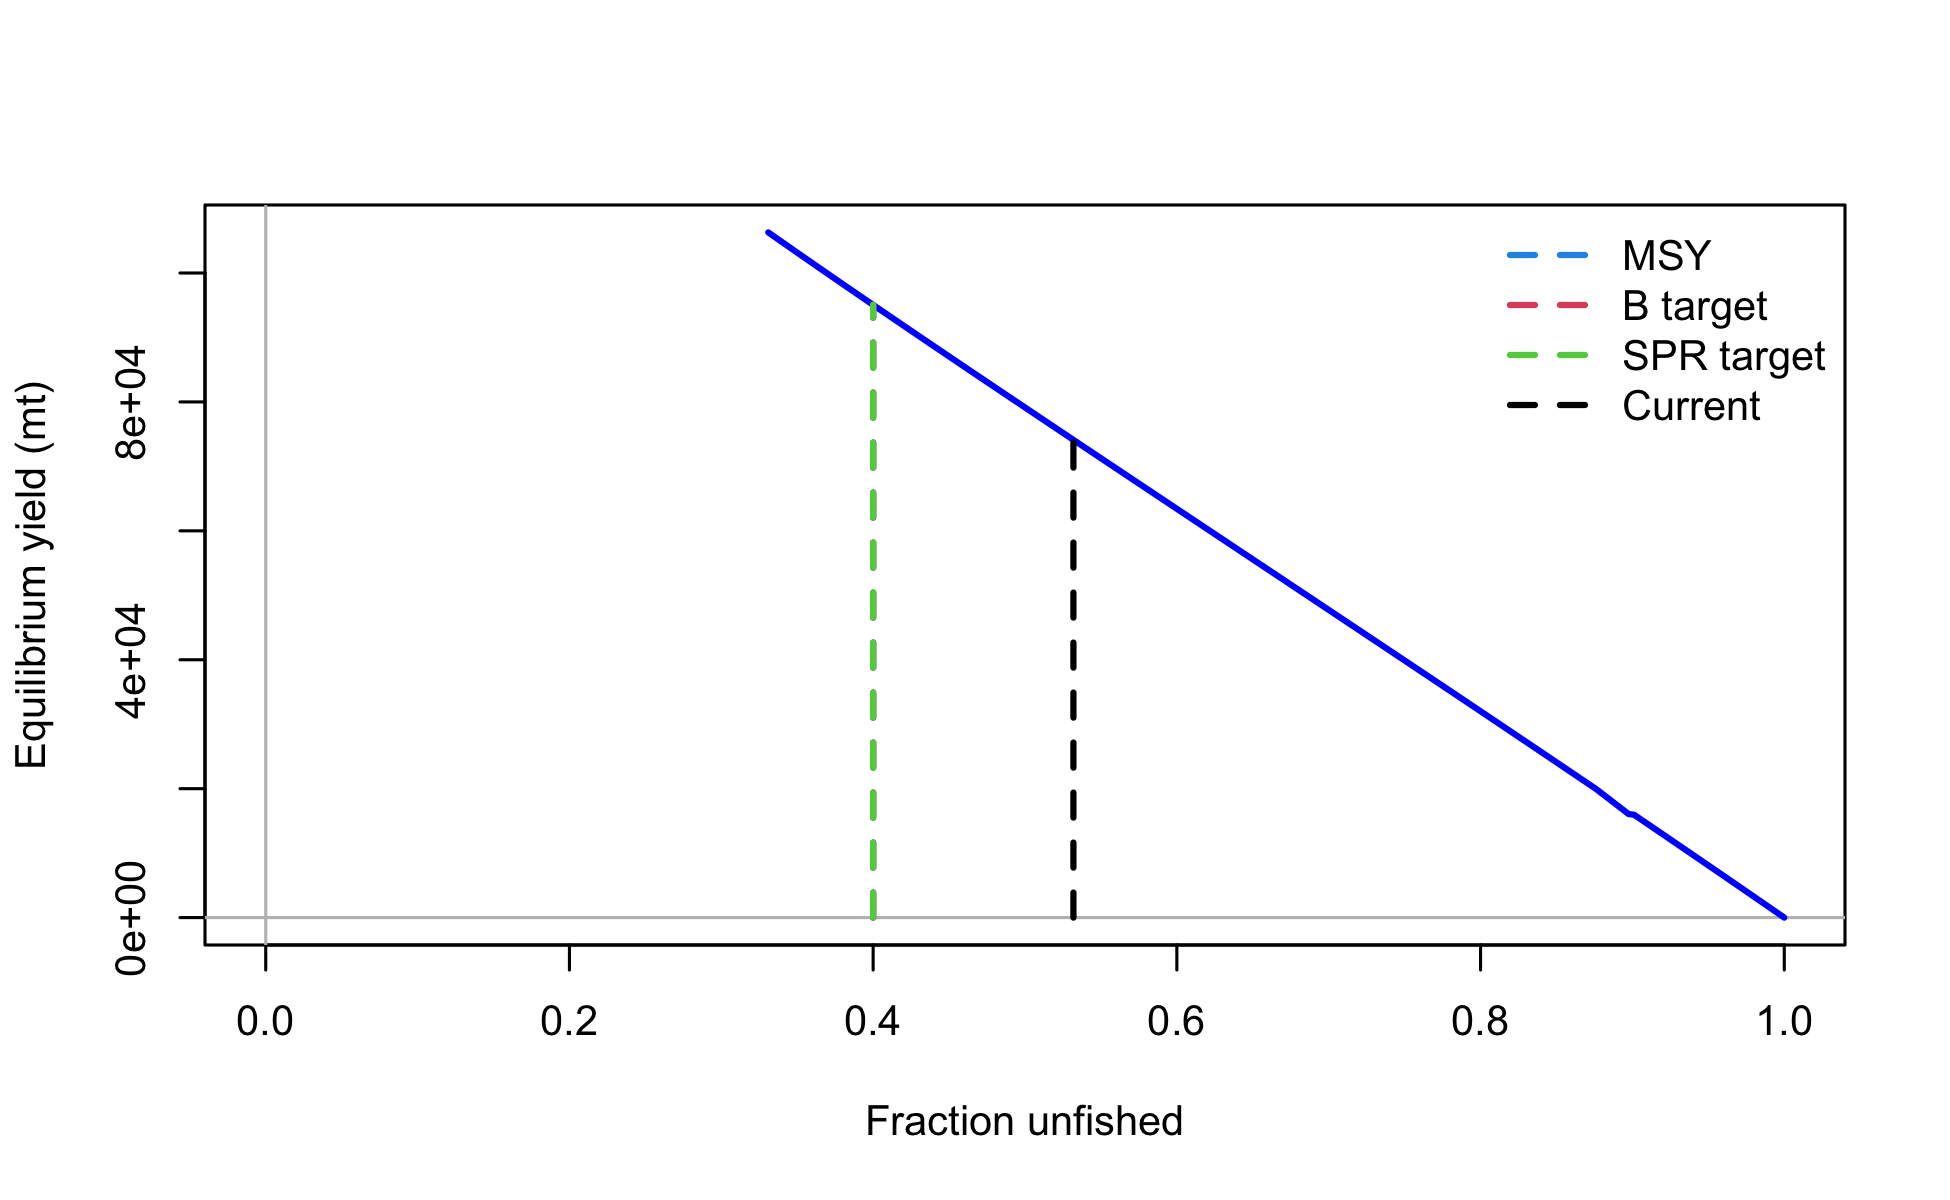 MSY
B target
SPR target
Current
Equilibrium yield (mt)
8e+04
4e+04
0e+00
0.0 0.2 0.4 0.6 0.8 1.0
Fraction unfished